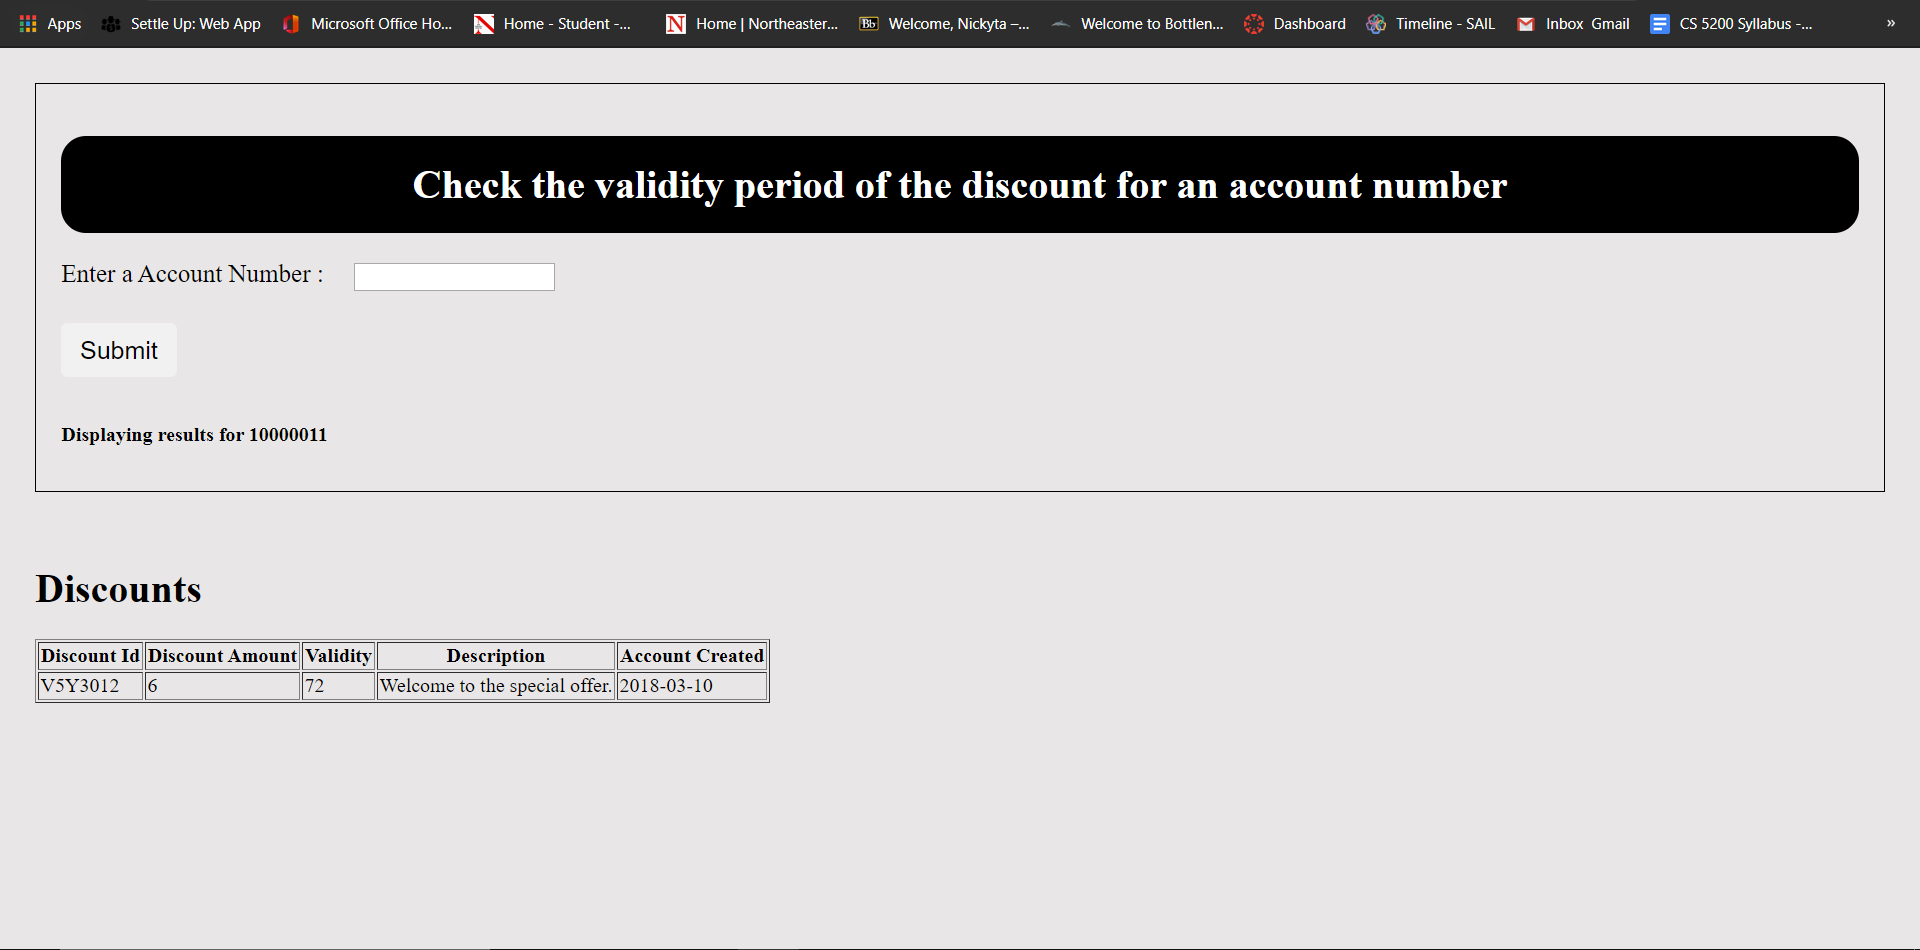 Apps Settle Up: Web App Microsoft Office Ho... Home - Student -... Home | Northeaster... Bb Welcome, Nickyta –... Welcome to Bottlen... Dashboard Timeline - SAIL Inbox Gmail CS 5200 Syllabus -... »
Check the validity period of the discount for an account number
Enter a Account Number :
Submit
Displaying results for 10000011
Discounts
Discount Id Discount Amount Validity Description Account Created
V5Y3012 6 72 Welcome to the special offer. 2018-03-10